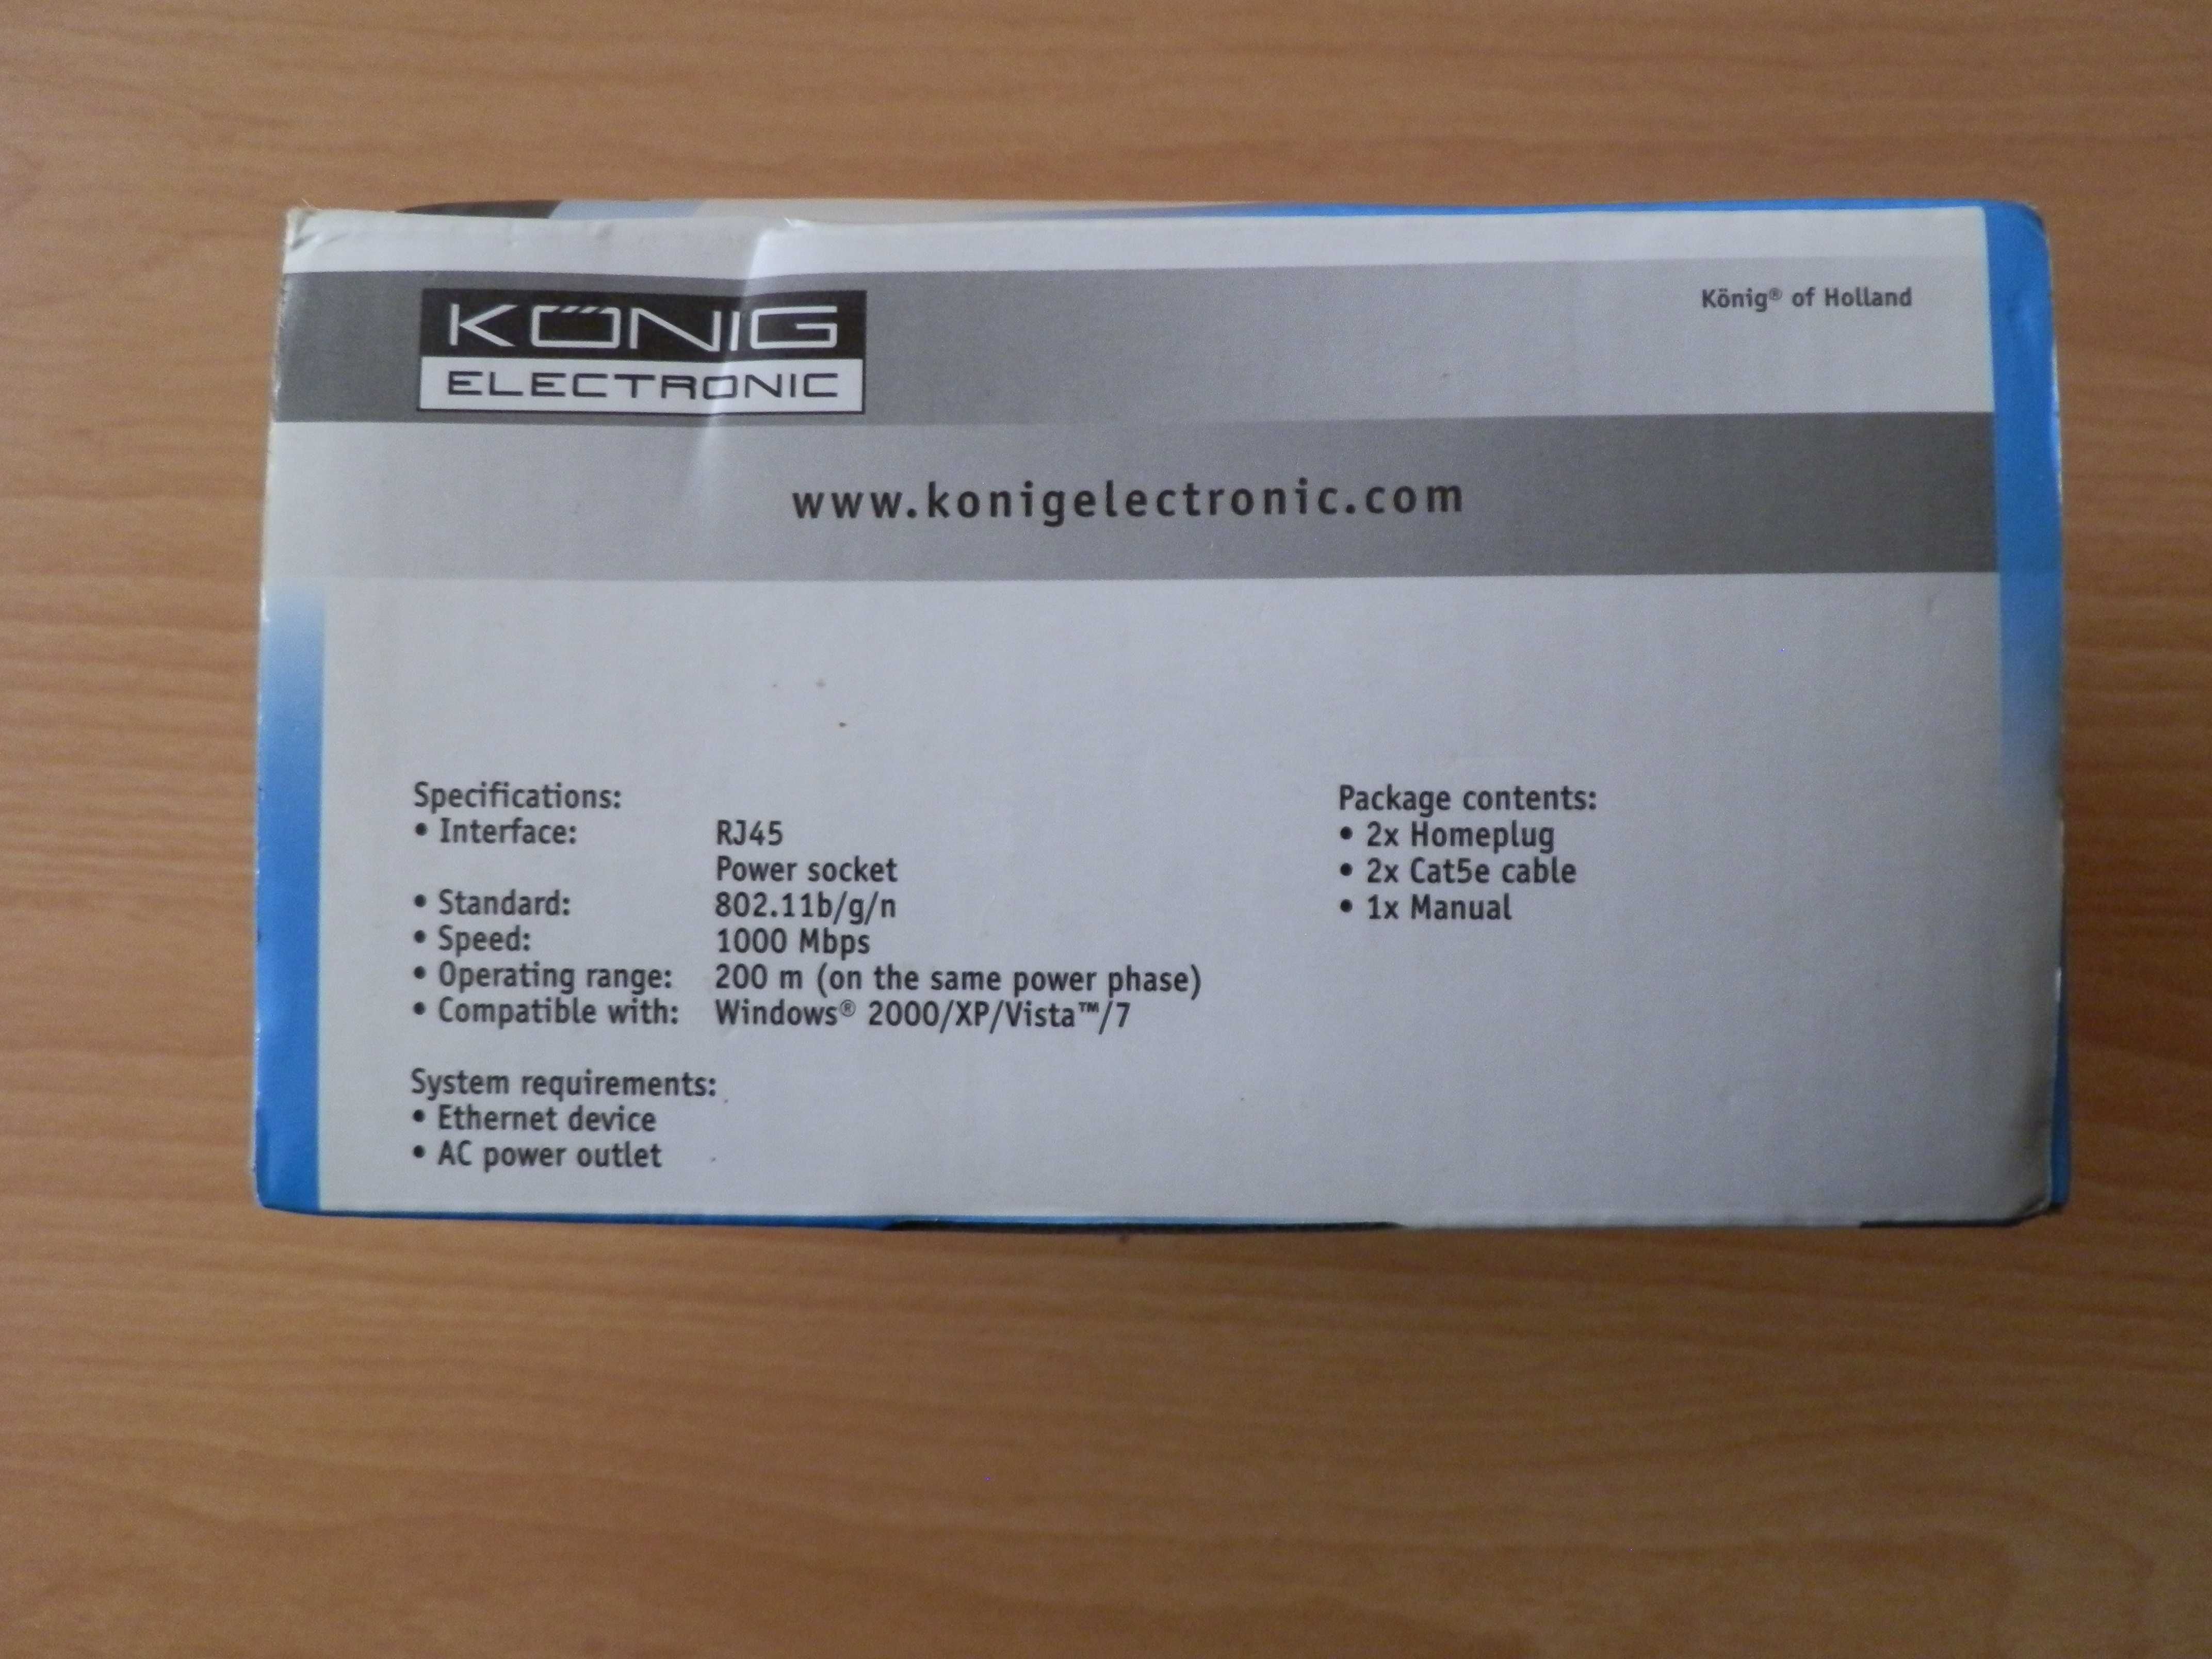 KÖNIG
ELECTRONIC
König® of Holland
www.konigelectronic.com
Specifications:
• Interface: RJ45
Power socket
• Standard: 802.11b/g/n
• Speed: 1000 Mbps
• Operating range: 200 m (on the same power phase)
• Compatible with: Windows® 2000/XP/Vista™/7
System requirements:
• Ethernet device
• AC power outlet
Package contents:
• 2x Homeplug
• 2x Cat5e cable
• 1x Manual